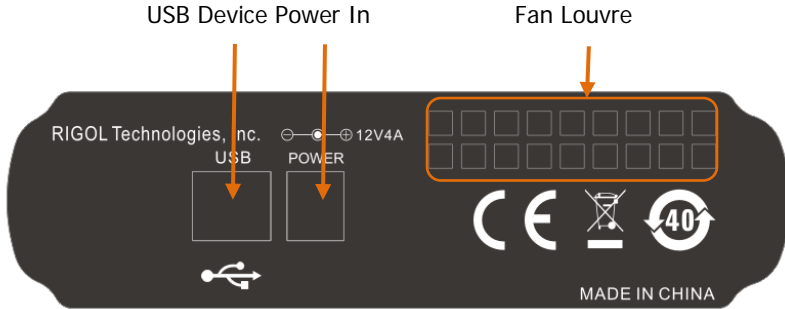 USB Device Power In
Fan Louvre
RIGOL Technologies, Inc.
12V4A
USB
POWER
CE
40
MADE IN CHINA